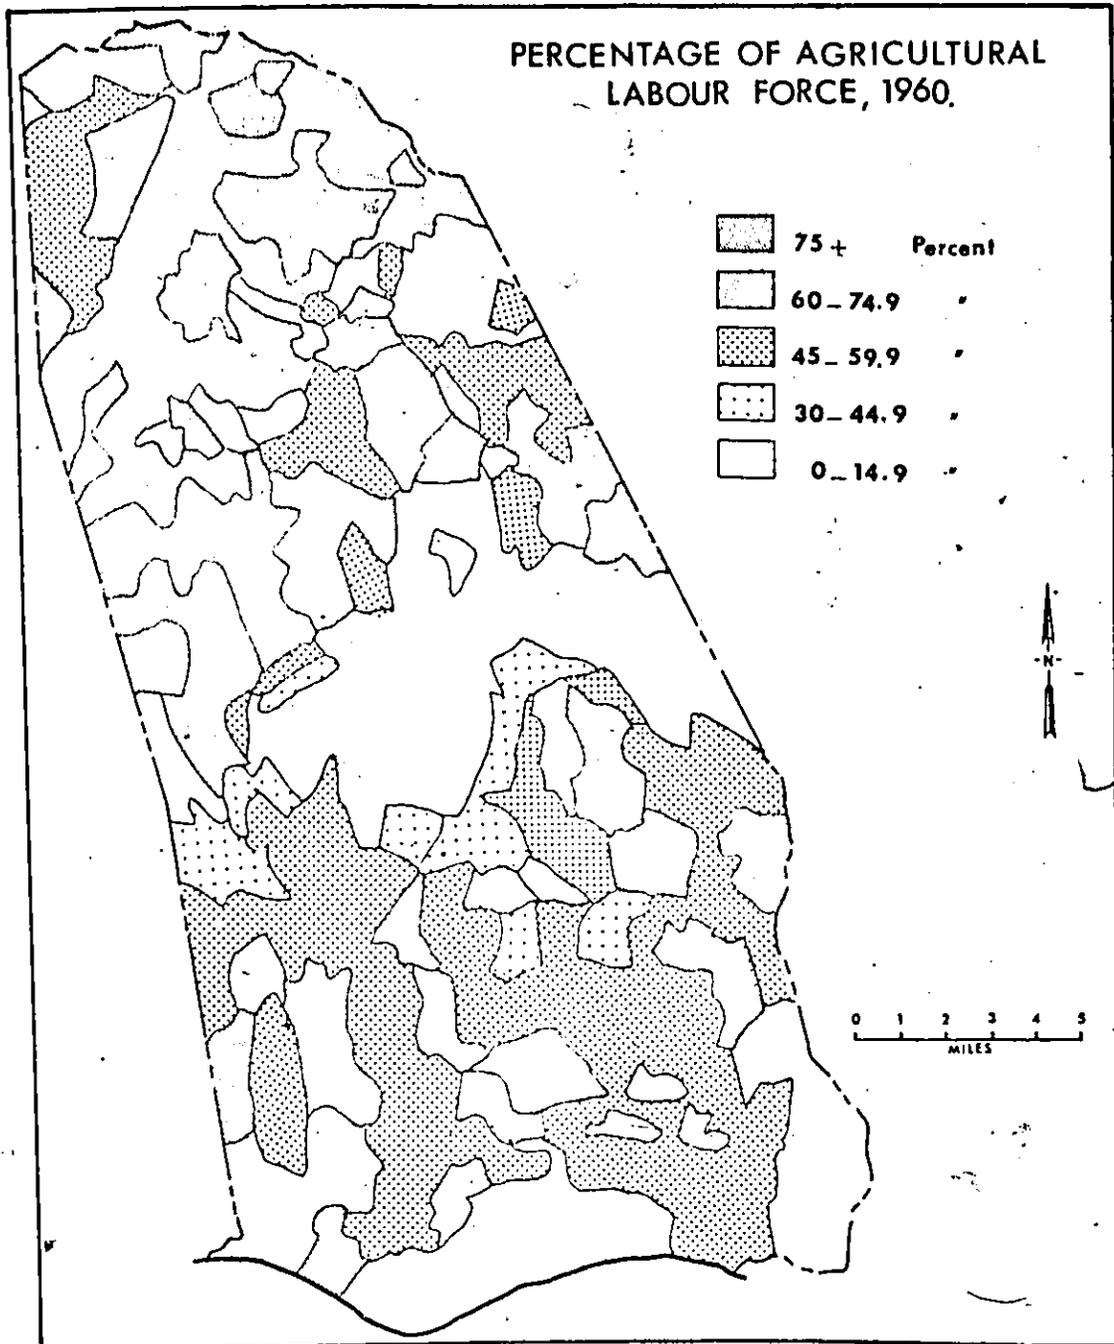 PERCENTAGE OF AGRICULTURAL
LABOUR FORCE, 1960.
75+ Percent
60-74.9 "
45-59.9 "
30-44.9 "
0-14.9 "
-N-
0 1 2 3 4 5
MILES